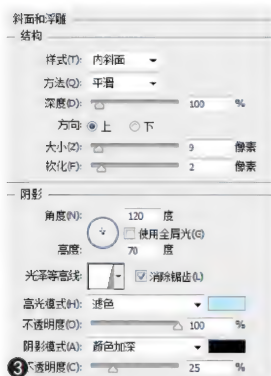 斜面和浮雕
结构
样式(T): 内斜面
方法(Q): 平滑
深度(D): 100 %
方向: 上 下
大小(Z): 9 像素
软化(F): 2 像素
阴影
角度(N): 120 度
使用全局光(G)
高度: 70 度
光泽等高线: 消除锯齿(L)
高光模式(H): 滤色
不透明度(O): 100 %
阴影模式(A): 颜色加深
3 不透明度(C): 25 %